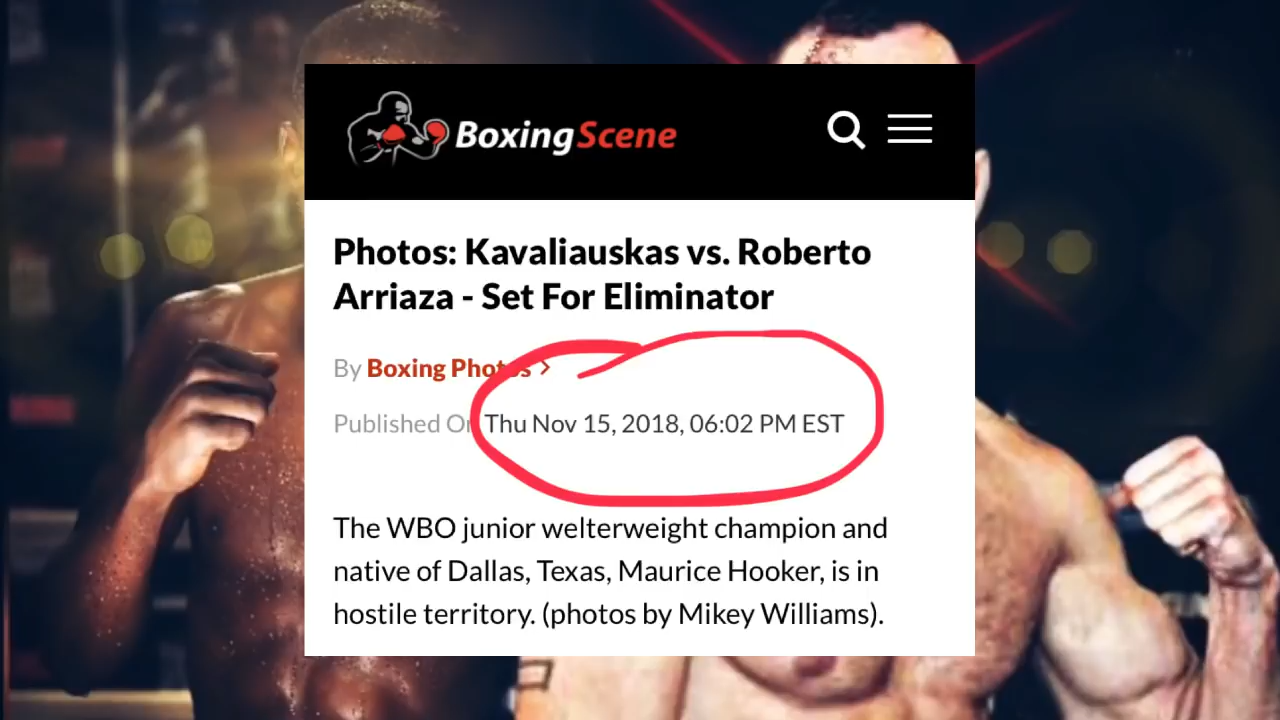 BoxingScene
Photos: Kavaliauskas vs. Roberto
Arriaza - Set For Eliminator
By Boxing Photos >
Published On Thu Nov 15, 2018, 06:02 PM EST
The WBO junior welterweight champion and
native of Dallas, Texas, Maurice Hooker, is in
hostile territory. (photos by Mikey Williams).